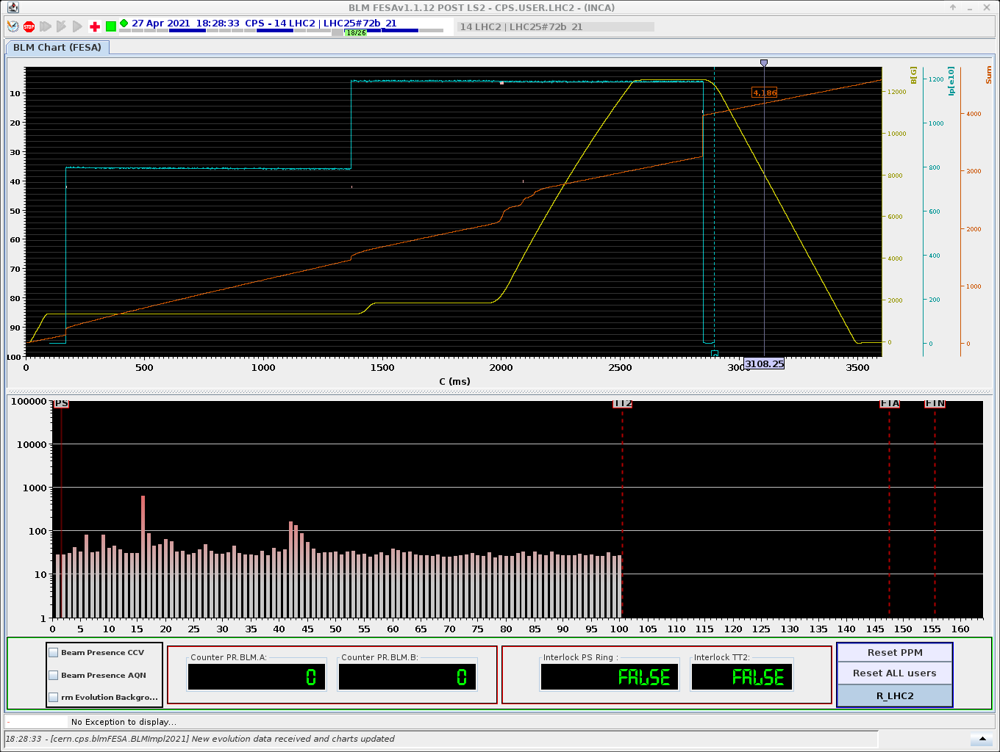 BLM FESAv1.1.12 POST LS2 - CPS.USER.LHC2 - (INCA)
STOP 27 Apr 2021 18:28:33 CPS - 14 LHC2 | LHC25#72b_21
18/26
14 LHC2 | LHC25#72b_21
BLM Chart (FESA)
10
20
30
40
50
60
70
80
90
100
0 500 1000 1500 2000 2500 3500
C (ms)
4,186
3108.25
B[G]
12000
10000
8000
6000
4000
2000
0
Ip[e10]
1200
1000
800
600
400
200
0
Sum
4000
3000
2000
1000
0
PS TT2 FTA FTN
100000
10000
1000
100
10
1
0 5 10 15 20 25 30 35 40 45 50 55 60 65 70 75 80 85 90 95 100 105 110 115 120 125 130 135 140 145 150 155 160
Beam Presence CCV
Beam Presence AQN
rm Evolution Backgro...
Counter PR.BLM.A:
0
Counter PR.BLM.B:
0
Interlock PS Ring :
FALSE
Interlock TT2:
FALSE
Reset PPM
Reset ALL users
R_LHC2
- No Exception to display...
18:28:33 - [cern.cps.blmFESA.BLMImpl2021] New evolution data received and charts updated